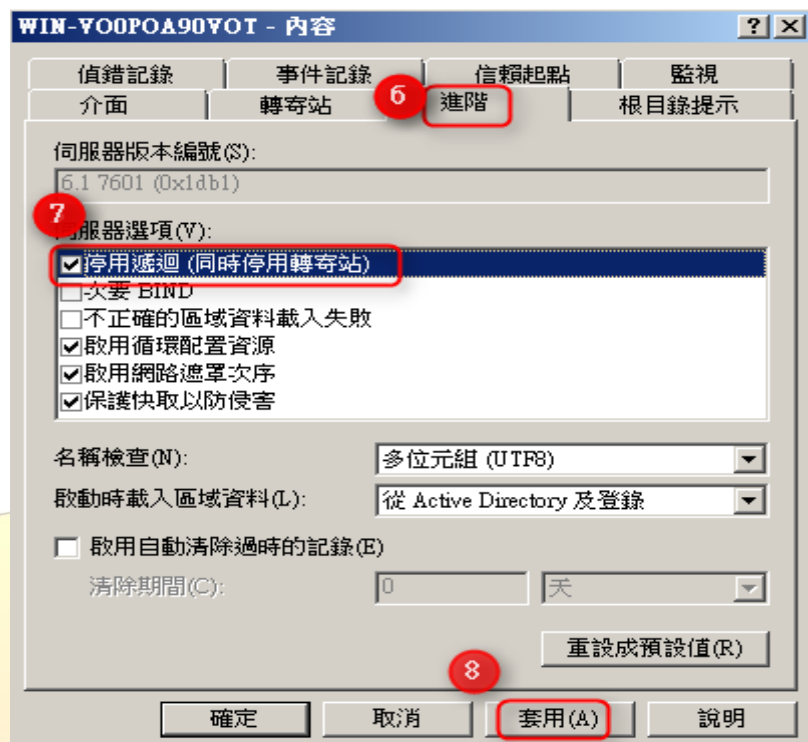 WIN-YO0POA90YOT - 內容
偵錯記錄 事件記錄 信賴起點 監視
介面 轉寄站 6 進階 根目錄提示
伺服器版本編號(S):
6.1 7601 (0x1db1)
7
服器選項(V):
停用遞迴 (同時停用轉寄站)
次要 BIND
不正確的區域資料載入失敗
啟用循環配置資源
啟用網路遮罩次序
保護快取以防侵害
名稱檢查(N): 多位元組 (UTF8)
啟動時載入區域資料(L): 從 Active Directory 及登錄
啟用自動清除過時的記錄(E)
清除期間(C): 0 天
重設成預設值(R)
8
確定 取消 套用(A) 說明